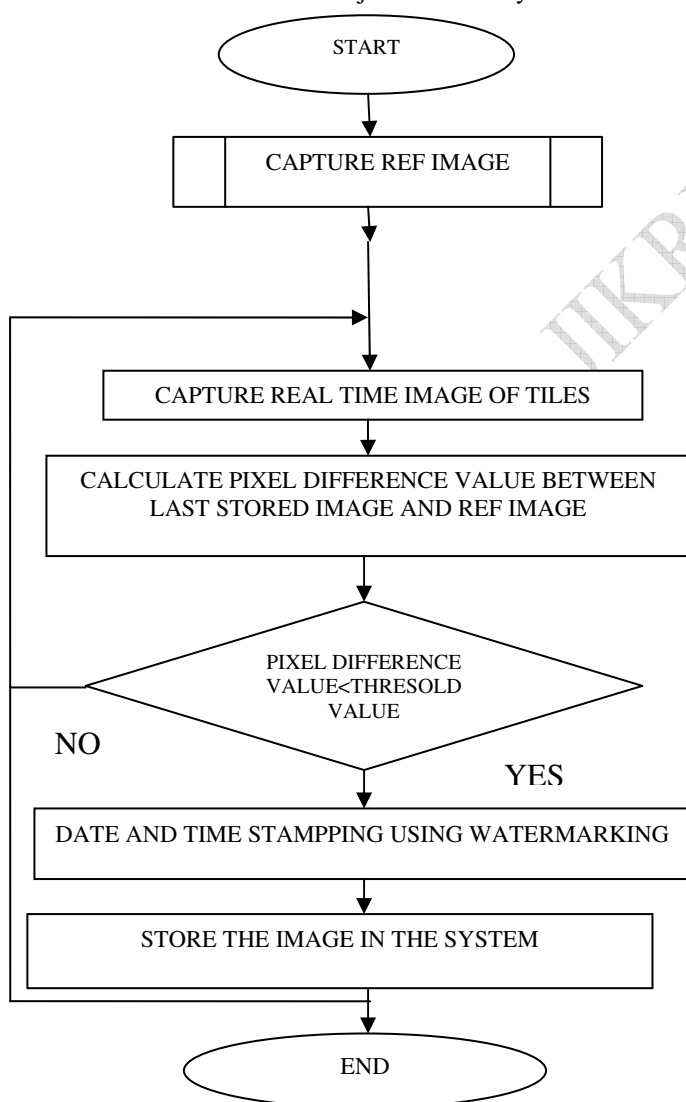 START
CAPTURE REF IMAGE
CAPTURE REAL TIME IMAGE OF TILES
CALCULATE PIXEL DIFFERENCE VALUE BETWEEN
LAST STORED IMAGE AND REF IMAGE
PIXEL DIFFERENCE
VALUE<THRESOLD
VALUE
NO
YES
DATE AND TIME STAMPPING USING WATERMARKING
STORE THE IMAGE IN THE SYSTEM
END